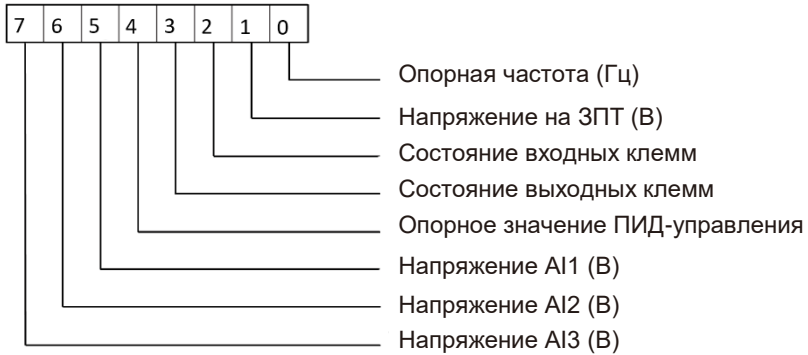 7 6 5 4 3 2 1 0
Опорная частота (Гц)
Напряжение на ЗПТ (В)
Состояние входных клемм
Состояние выходных клемм
Опорное значение ПИД-управления
Напряжение AI1 (В)
Напряжение AI2 (В)
Напряжение AI3 (В)